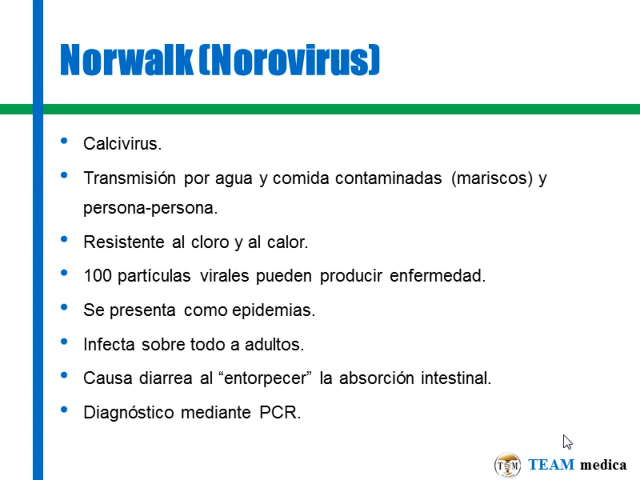 Norwalk (Norovirus)
• Calcivirus.
• Transmisión por agua y comida contaminadas (mariscos) y
persona-persona.
• Resistente al cloro y al calor.
• 100 partículas virales pueden producir enfermedad.
• Se presenta como epidemias.
• Infecta sobre todo a adultos.
• Causa diarrea al “entorpecer” la absorción intestinal.
• Diagnóstico mediante PCR.
TEAM medica